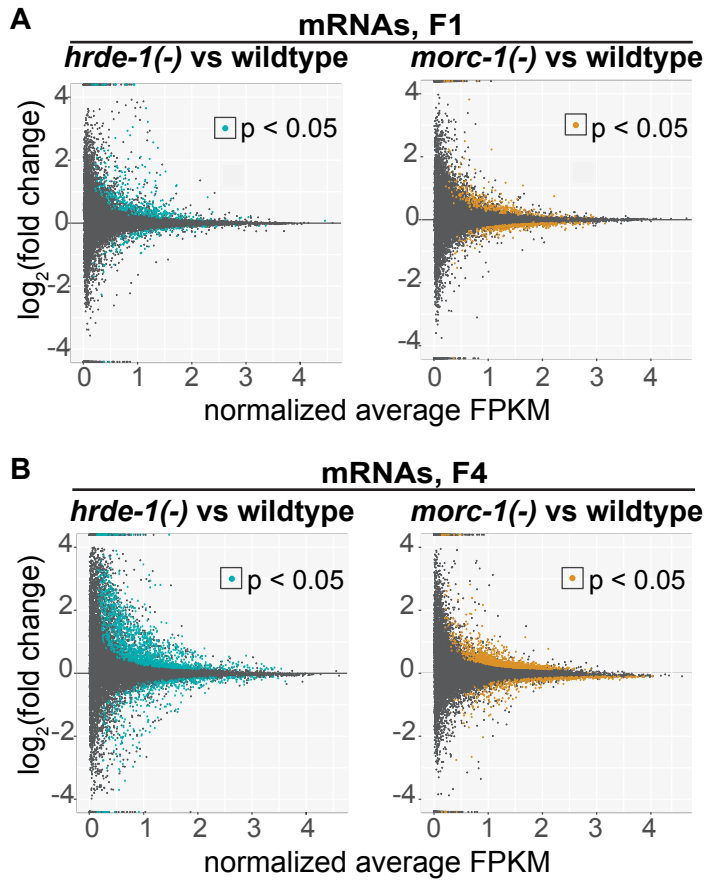 A
mRNAs, F1
hrde-1(-) vs wildtype
morc-1(-) vs wildtype
log2(fold change)
4
2
0
-2
-4
p < 0.05
0 1 2 3 4
4
2
0
-2
-4
p < 0.05
0 1 2 3 4
normalized average FPKM
B
mRNAs, F4
hrde-1(-) vs wildtype
morc-1(-) vs wildtype
log2(fold change)
4
2
0
-2
-4
p < 0.05
0 1 2 3 4
4
2
0
-2
-4
p < 0.05
0 1 2 3 4
normalized average FPKM